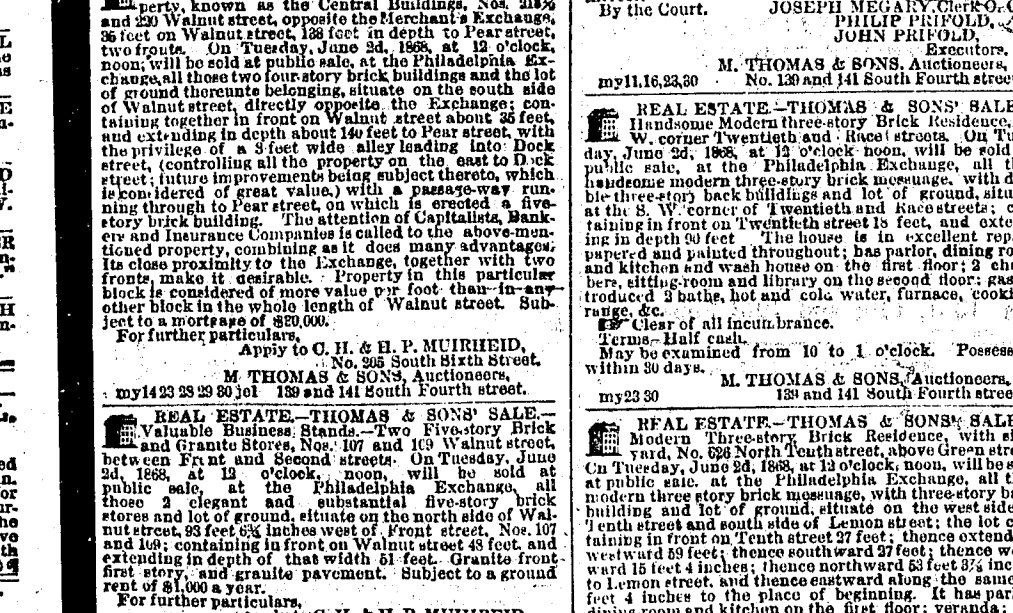 perty, known as the Central Buildings, Nos. 218½
and 220 Walnut street, opposite the Merchant's Exchange,
36 feet on Walnut street, 138 feet in depth to Pear street,
two fronts. On Tuesday, June 2d, 1868, at 12 o'clock,
noon, will be sold at public sale, at the Philadelphia Ex-
change, all those two four-story brick buildings and the lot
of ground thereunto belonging, situate on the south side
of Walnut street, directly opposite the Exchange; con-
taining together in front on Walnut street about 36 feet,
and extending in depth about 140 feet to Pear street, with
the privilege of a 3 feet wide alley leading into Dock
street, (controlling all the property on the east to Dock
street; future improvements being subject thereto, which
is considered of great value,) with a passage-way run-
ning through to Pear street, on which is erected a five-
story brick building. The attention of Capitalists, Bank-
ers and Insurance Companies is called to the above-men-
tioned property, combining as it does many advantages.
Its close proximity to the Exchange, together with two
fronts, make it desirable. Property in this particular
block is considered of more value per foot than in any
other block in the whole length of Walnut street. Sub-
ject to a mortgage of $20,000.
For further particulars,
Apply to C. H. & H. P. MUIRHEID,
No. 205 South Sixth Street.
M. THOMAS & SONS, Auctioneers,
my14 23 28 29 30 je1 139 and 141 South Fourth street.
REAL ESTATE.—THOMAS & SONS' SALE.—
Valuable Business Stands.—Two Five-story Brick
and Granite Stores, Nos. 107 and 109 Walnut street,
between Front and Second streets. On Tuesday, June
2d, 1868, at 12 o'clock, noon, will be sold at
public sale, at the Philadelphia Exchange, all
those 2 elegant and substantial five-story brick
stores and lot of ground, situate on the north side of Wal-
nut street, 93 feet 6¾ inches west of Front street, Nos. 107
and 109; containing in front on Walnut street 43 feet, and
extending in depth of that width 51 feet. Granite front
first story, and granite pavement. Subject to a ground
rent of $1,000 a year.
For further particulars,
C. H. & H. P. MUIRHEID
By the Court. JOSEPH MEGARY, Clerk O. C
PHILIP PRIFOLD,
JOHN PRIFOLD,
Executors.
M. THOMAS & SONS, Auctioneers,
my11,16,23,30 No. 139 and 141 South Fourth stree
REAL ESTATE.—THOMAS & SONS' SALE
Handsome Modern three-story Brick Residence,
W. corner Twentieth and Race streets. On Tu
day, June 2d, 1868, at 12 o'clock noon, will be sold
public sale, at the Philadelphia Exchange, all t
handsome modern three-story brick messuage, with d
ble three-story back buildings and lot of ground, situ
at the S. W. corner of Twentieth and Race streets; c
taining in front on Twentieth street 18 feet, and exte
ing in depth 90 feet The house is in excellent rep
papered and painted throughout; has parlor, dining ro
and kitchen and wash house on the first floor; 2 ch
bers, sitting-room and library on the second floor; gas
troduced 2 baths, hot and cold water, furnace, cooki
range, &c.
☞ Clear of all incumbrance.
Terms—Half cash.
May be examined from 10 to 1 o'clock. Possess
within 30 days.
M. THOMAS & SONS, Auctioneers,
my23 30 139 and 141 South Fourth stree
REAL ESTATE.—THOMAS & SONS' SALE
Modern Three-story Brick Residence, with si
yard, No. 626 North Tenth street, above Green stre
On Tuesday, June 2d, 1868, at 12 o'clock, noon, will be s
at public sale, at the Philadelphia Exchange, all t
modern three story brick messuage, with three-story b
building and lot of ground, situate on the west side
Tenth street and south side of Lemon street; the lot c
taining in front on Tenth street 27 feet; thence extend
westward 59 feet; thence southward 27 feet; thence w
ward 15 feet 4 inches; thence northward 53 feet 3¼ inc
to Lemon street, and thence eastward along the same
feet 4 inches to the place of beginning. It has par
dining room and kitchen on the first floor; veranda;